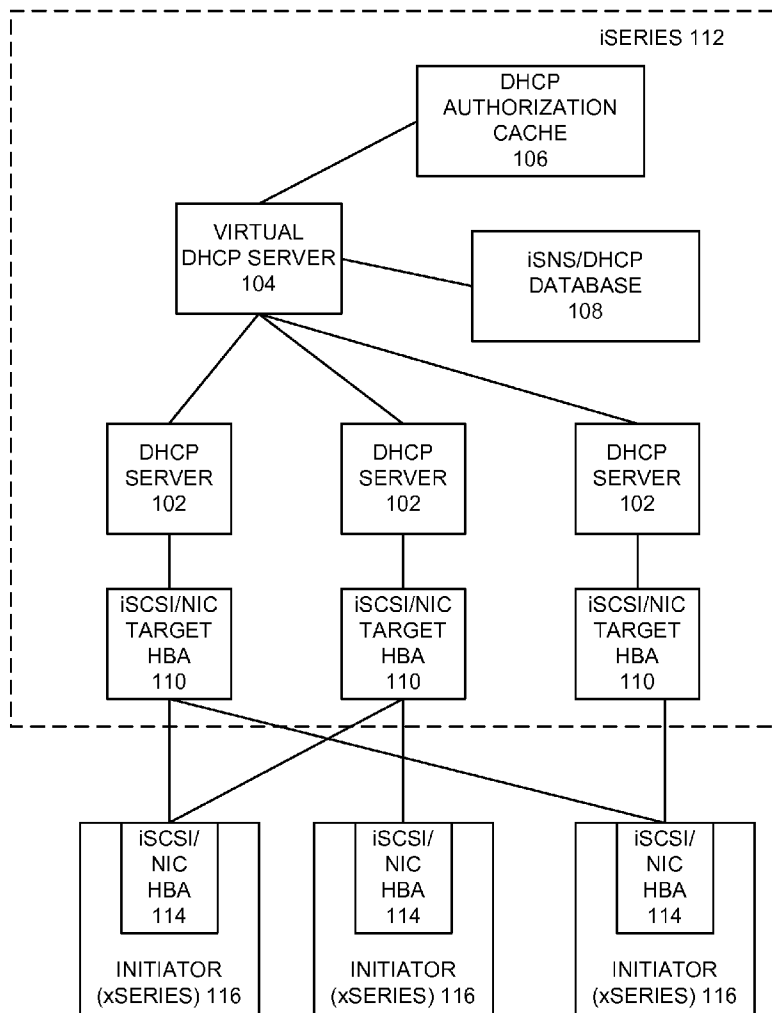 iSERIES 112
DHCP
AUTHORIZATION
CACHE
106
VIRTUAL
DHCP SERVER
104
iSNS/DHCP
DATABASE
108
DHCP
SERVER
102
DHCP
SERVER
102
DHCP
SERVER
102
iSCSI/NIC
TARGET
HBA
110
iSCSI/NIC
TARGET
HBA
110
iSCSI/NIC
TARGET
HBA
110
iSCSI/
NIC
HBA
114
INITIATOR
(xSERIES) 116
iSCSI/
NIC
HBA
114
INITIATOR
(xSERIES) 116
iSCSI/
NIC
HBA
114
INITIATOR
(xSERIES) 116